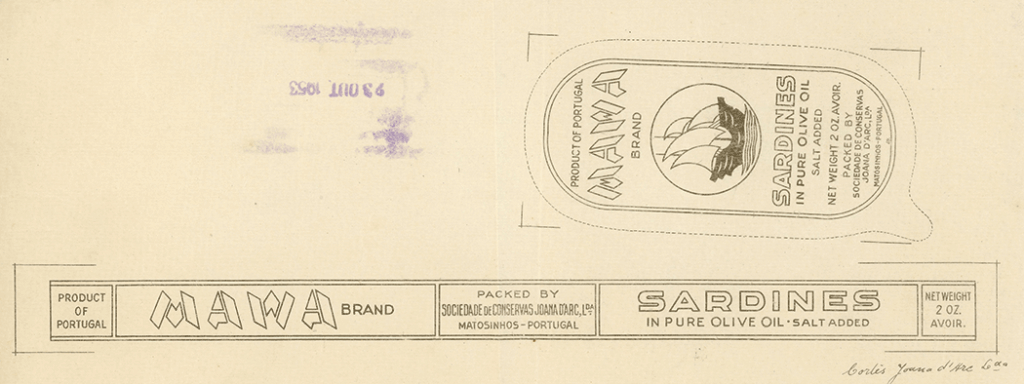 23 OUT. 1953
PRODUCT OF PORTUGAL
MAWA
BRAND
SARDINES
IN PURE OLIVE OIL
SALT ADDED
NET WEIGHT 2 OZ. AVOIR.
PACKED BY
SOCIEDADE DE CONSERVAS
JOANA D'ARC, LDA
MATOSINHOS-PORTUGAL
PRODUCT
OF
PORTUGAL
MAWA BRAND
PACKED BY
SOCIEDADE DE CONSERVAS JOANA D'ARC, LDA.
MATOSINHOS-PORTUGAL
SARDINES
IN PURE OLIVE OIL · SALT ADDED
NET WEIGHT
2 OZ.
AVOIR.
Joana d'Arc Lda